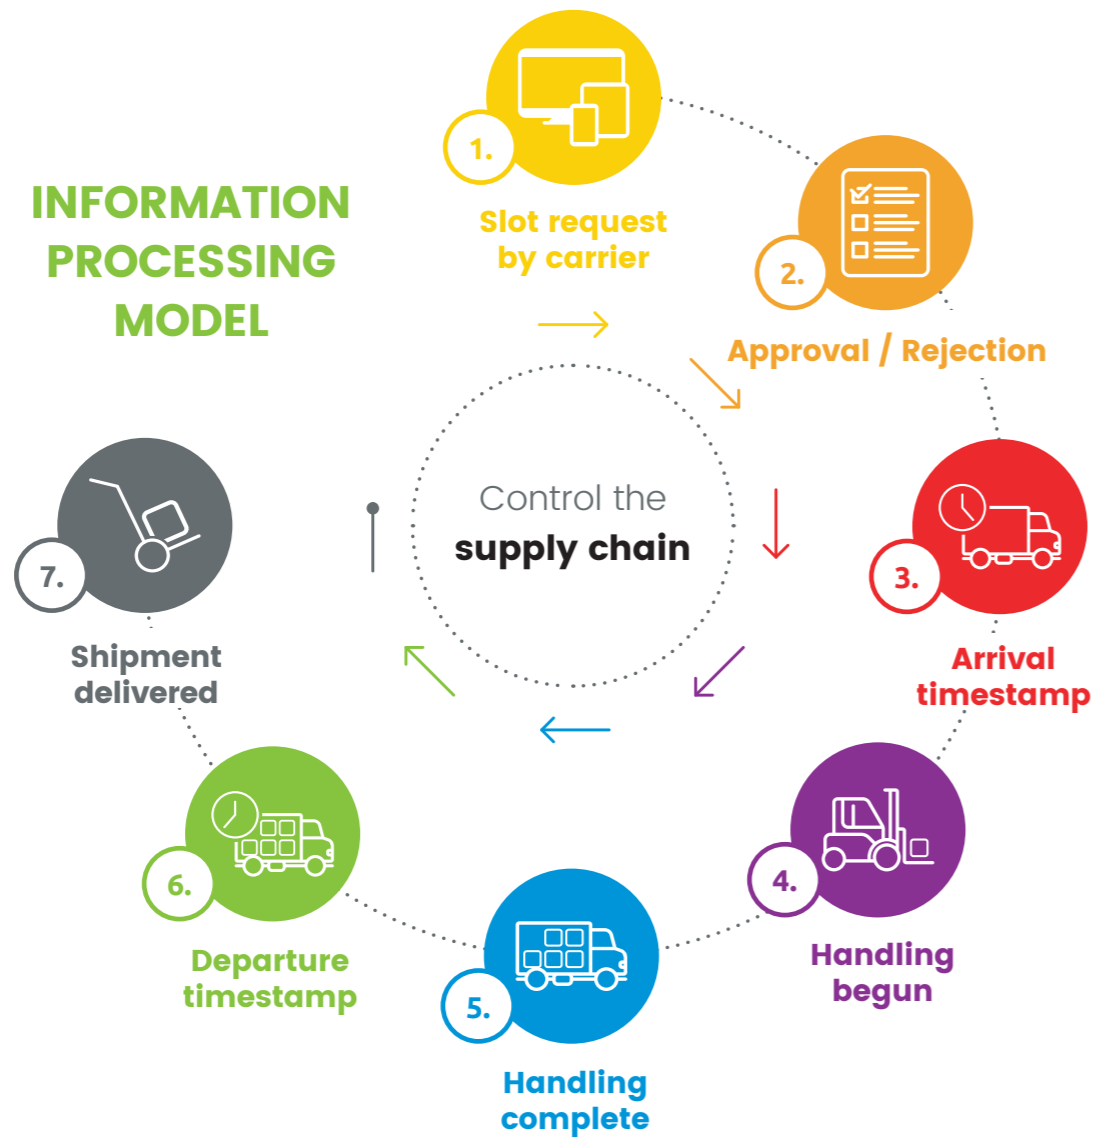 INFORMATION
PROCESSING
MODEL
1.
Slot request
by carrier
2.
Approval / Rejection
3.
Arrival
timestamp
4.
Handling
begun
5.
Handling
complete
6.
Departure
timestamp
7.
Shipment
delivered
Control the
supply chain